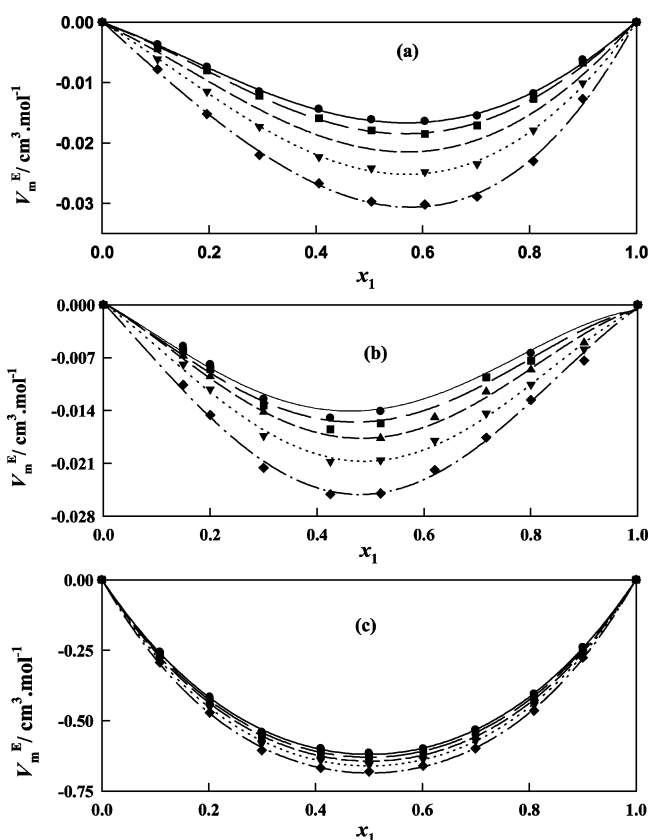 0.00
(a)
-0.01
-0.02
-0.03
V_m^E / cm^3.mol^-1
0.0 0.2 0.4 0.6 0.8 1.0
x_1
0.000
(b)
-0.007
-0.014
-0.021
-0.028
V_m^E / cm^3.mol^-1
0.0 0.2 0.4 0.6 0.8 1.0
x_1
0.00
(c)
-0.25
-0.50
-0.75
V_m^E / cm^3.mol^-1
0.0 0.2 0.4 0.6 0.8 1.0
x_1